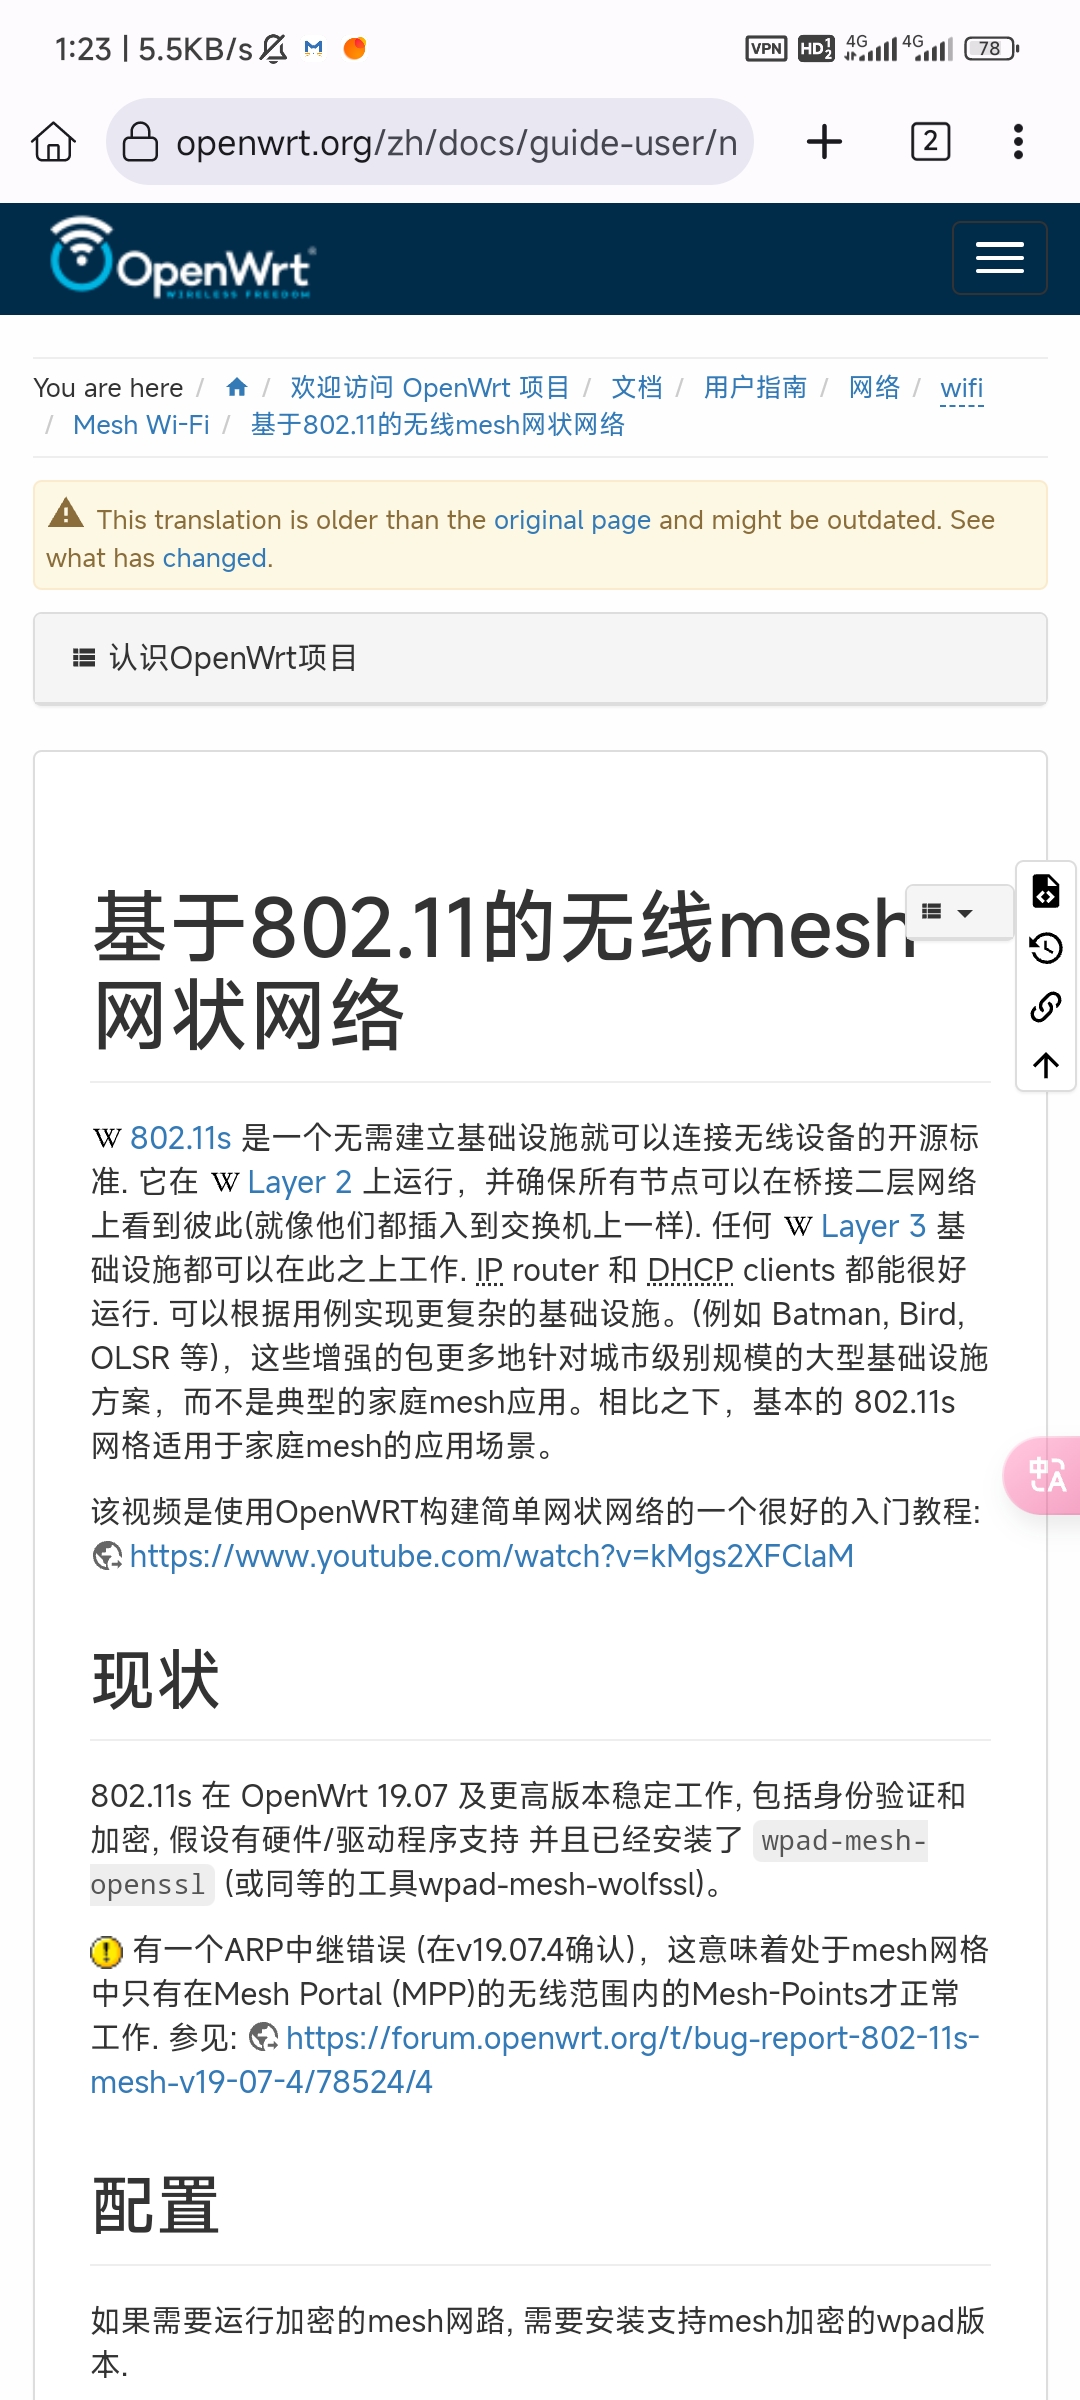 1:23 | 5.5KB/s
VPN HD 1 2 4G 4G 78
openwrt.org/zh/docs/guide-user/n
2
OpenWrt
WIRELESS FREEDOM
You are here / / 欢迎访问 OpenWrt 项目 / 文档 / 用户指南 / 网络 / wifi
/ Mesh Wi-Fi / 基于802.11的无线mesh网状网络
This translation is older than the original page and might be outdated. See
what has changed.
认识OpenWrt项目
基于802.11的无线mesh
网状网络
W 802.11s 是一个无需建立基础设施就可以连接无线设备的开源标
准. 它在 W Layer 2 上运行，并确保所有节点可以在桥接二层网络
上看到彼此(就像他们都插入到交换机上一样). 任何 W Layer 3 基
础设施都可以在此之上工作. IP router 和 DHCP clients 都能很好
运行. 可以根据用例实现更复杂的基础设施。(例如 Batman, Bird,
OLSR 等)，这些增强的包更多地针对城市级别规模的大型基础设施
方案，而不是典型的家庭mesh应用。相比之下，基本的 802.11s
网格适用于家庭mesh的应用场景。
中A
该视频是使用OpenWRT构建简单网状网络的一个很好的入门教程:
https://www.youtube.com/watch?v=kMgs2XFClaM
现状
802.11s 在 OpenWrt 19.07 及更高版本稳定工作, 包括身份验证和
加密, 假设有硬件/驱动程序支持 并且已经安装了 wpad-mesh-
openssl (或同等的工具wpad-mesh-wolfssl)。
有一个ARP中继错误 (在v19.07.4确认)，这意味着处于mesh网格
中只有在Mesh Portal (MPP)的无线范围内的Mesh-Points才正常
工作. 参见: https://forum.openwrt.org/t/bug-report-802-11s-
mesh-v19-07-4/78524/4
配置
如果需要运行加密的mesh网路, 需要安装支持mesh加密的wpad版
本.